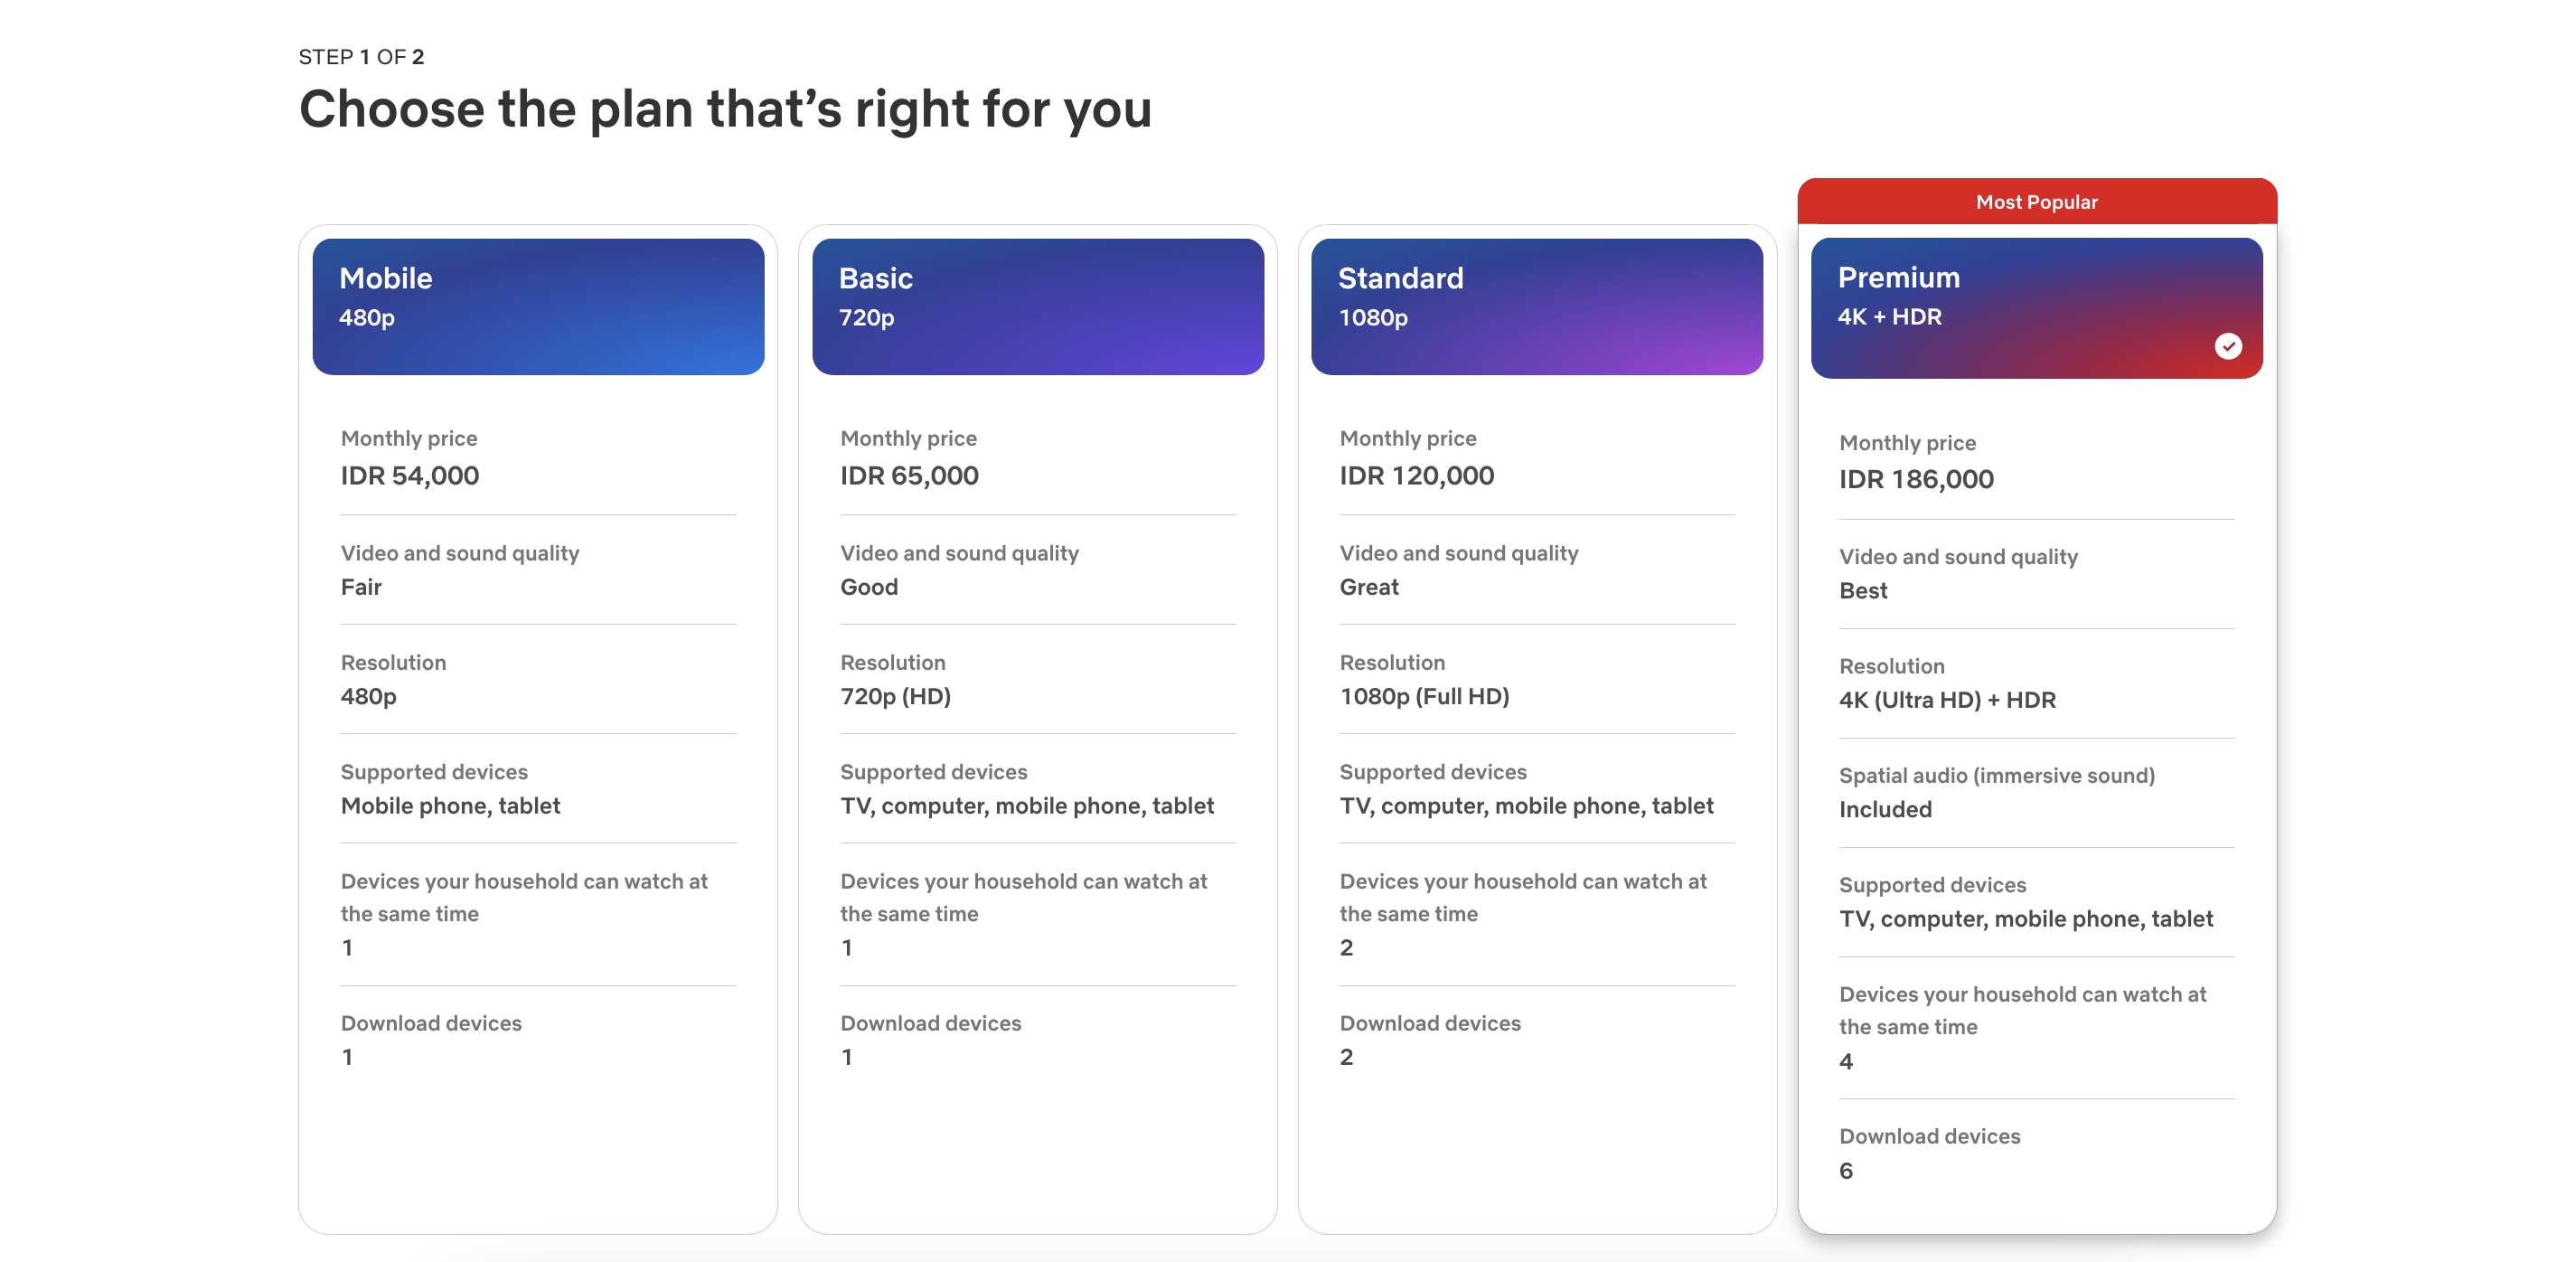 STEP 1 OF 2
Choose the plan that’s right for you
Mobile
480p
Monthly price
IDR 54,000
Video and sound quality
Fair
Resolution
480p
Supported devices
Mobile phone, tablet
Devices your household can watch at
the same time
1
Download devices
1
Basic
720p
Monthly price
IDR 65,000
Video and sound quality
Good
Resolution
720p (HD)
Supported devices
TV, computer, mobile phone, tablet
Devices your household can watch at
the same time
1
Download devices
1
Standard
1080p
Monthly price
IDR 120,000
Video and sound quality
Great
Resolution
1080p (Full HD)
Supported devices
TV, computer, mobile phone, tablet
Devices your household can watch at
the same time
2
Download devices
2
Most Popular
Premium
4K + HDR
Monthly price
IDR 186,000
Video and sound quality
Best
Resolution
4K (Ultra HD) + HDR
Spatial audio (immersive sound)
Included
Supported devices
TV, computer, mobile phone, tablet
Devices your household can watch at
the same time
4
Download devices
6